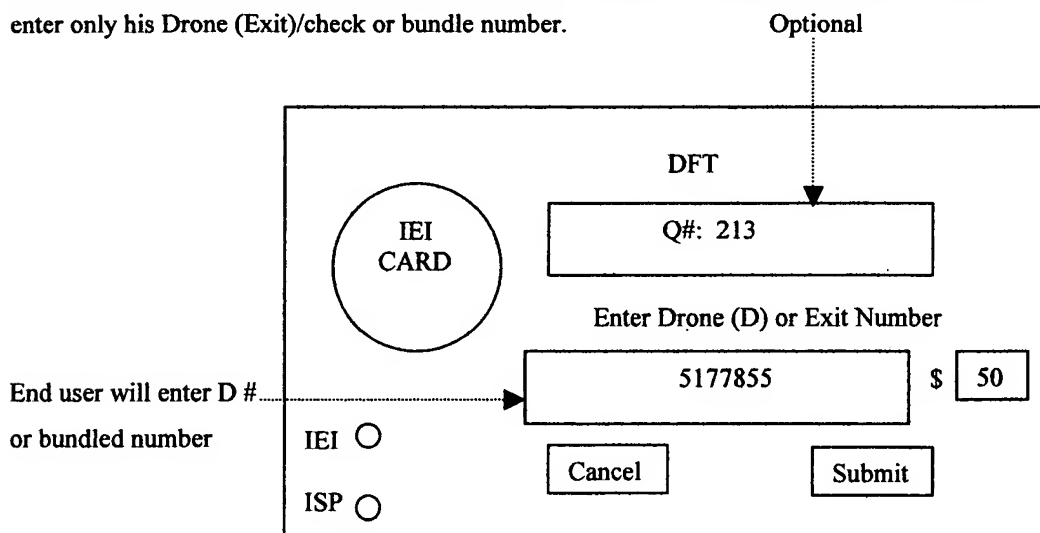 enter only his Drone (Exit)/check or bundle number.
Optional
DFT
IEI
CARD
Q#: 213
Enter Drone (D) or Exit Number
5177855
$ 50
End user will enter D #
or bundled number
IEI
ISP
Cancel
Submit